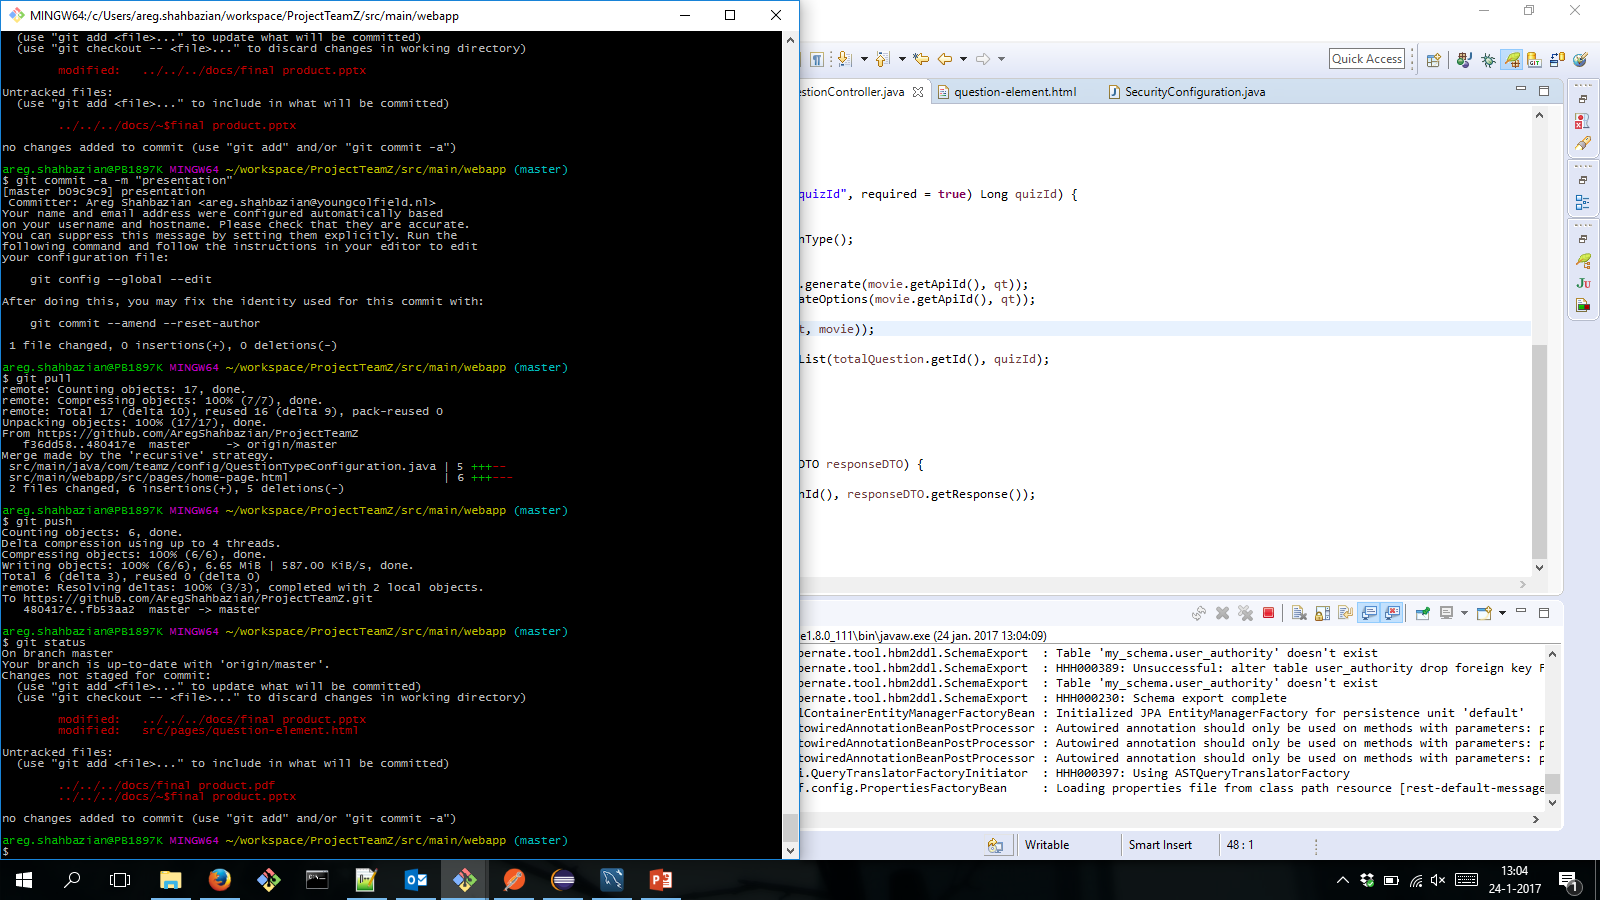 MINGW64:/c/Users/areg.shahbazian/workspace/ProjectTeamZ/src/main/webapp
(use "git add <file>..." to update what will be committed)
(use "git checkout -- <file>..." to discard changes in working directory)
modified:   ../../../docs/final product.pptx
Untracked files:
(use "git add <file>..." to include in what will be committed)
../../../docs/~$final product.pptx
no changes added to commit (use "git add" and/or "git commit -a")
areg.shahbazian@PB1897K MINGW64 ~/workspace/ProjectTeamZ/src/main/webapp (master)
$ git commit -a -m "presentation"
[master b09c9c9] presentation
Committer: Areg Shahbazian <areg.shahbazian@youngcolfield.nl>
Your name and email address were configured automatically based
on your username and hostname. Please check that they are accurate.
You can suppress this message by setting them explicitly. Run the
following command and follow the instructions in your editor to edit
your configuration file:
git config --global --edit
After doing this, you may fix the identity used for this commit with:
git commit --amend --reset-author
1 file changed, 0 insertions(+), 0 deletions(-)
areg.shahbazian@PB1897K MINGW64 ~/workspace/ProjectTeamZ/src/main/webapp (master)
$ git pull
remote: Counting objects: 17, done.
remote: Compressing objects: 100% (7/7), done.
remote: Total 17 (delta 10), reused 16 (delta 9), pack-reused 0
Unpacking objects: 100% (17/17), done.
From https://github.com/AregShahbazian/ProjectTeamZ
f36dd58..480417e  master     -> origin/master
Merge made by the 'recursive' strategy.
src/main/java/com/teamz/config/QuestionTypeConfiguration.java | 5 +++--
src/main/webapp/src/pages/home-page.html                      | 6 +++---
2 files changed, 6 insertions(+), 5 deletions(-)
areg.shahbazian@PB1897K MINGW64 ~/workspace/ProjectTeamZ/src/main/webapp (master)
$ git push
Counting objects: 6, done.
Delta compression using up to 4 threads.
Compressing objects: 100% (6/6), done.
Writing objects: 100% (6/6), 6.65 MiB | 587.00 KiB/s, done.
Total 6 (delta 3), reused 0 (delta 0)
remote: Resolving deltas: 100% (3/3), completed with 2 local objects.
To https://github.com/AregShahbazian/ProjectTeamZ.git
480417e..fb53aa2  master -> master
areg.shahbazian@PB1897K MINGW64 ~/workspace/ProjectTeamZ/src/main/webapp (master)
$ git status
On branch master
Your branch is up-to-date with 'origin/master'.
Changes not staged for commit:
(use "git add <file>..." to update what will be committed)
(use "git checkout -- <file>..." to discard changes in working directory)
modified:   ../../../docs/final product.pptx
modified:   src/pages/question-element.html
Untracked files:
(use "git add <file>..." to include in what will be committed)
../../../docs/final product.pdf
../../../docs/~$final product.pptx
no changes added to commit (use "git add" and/or "git commit -a")
areg.shahbazian@PB1897K MINGW64 ~/workspace/ProjectTeamZ/src/main/webapp (master)
$
Quick Access
GIT
estionController.java
question-element.html
SecurityConfiguration.java
quizId", required = true) Long quizId) {
nType();
.generate(movie.getApiId(), qt));
ateOptions(movie.getApiId(), qt));
t, movie));
List(totalQuestion.getId(), quizId);
DTO responseDTO) {
nId(), responseDTO.getResponse());
Ju
e1.8.0_111\bin\javaw.exe (24 jan. 2017 13:04:09)
bernate.tool.hbm2ddl.SchemaExport  : Table 'my_schema.user_authority' doesn't exist
bernate.tool.hbm2ddl.SchemaExport  : HHH000389: Unsuccessful: alter table user_authority drop foreign key F
bernate.tool.hbm2ddl.SchemaExport  : Table 'my_schema.user_authority' doesn't exist
bernate.tool.hbm2ddl.SchemaExport  : HHH000230: Schema export complete
lContainerEntityManagerFactoryBean : Initialized JPA EntityManagerFactory for persistence unit 'default'
towiredAnnotationBeanPostProcessor : Autowired annotation should only be used on methods with parameters: p
towiredAnnotationBeanPostProcessor : Autowired annotation should only be used on methods with parameters: p
towiredAnnotationBeanPostProcessor : Autowired annotation should only be used on methods with parameters: p
i.QueryTranslatorFactoryInitiator  : HHH000397: Using ASTQueryTranslatorFactory
f.config.PropertiesFactoryBean     : Loading properties file from class path resource [rest-default-message
Writable
Smart Insert
48 : 1
13:04
24-1-2017
1